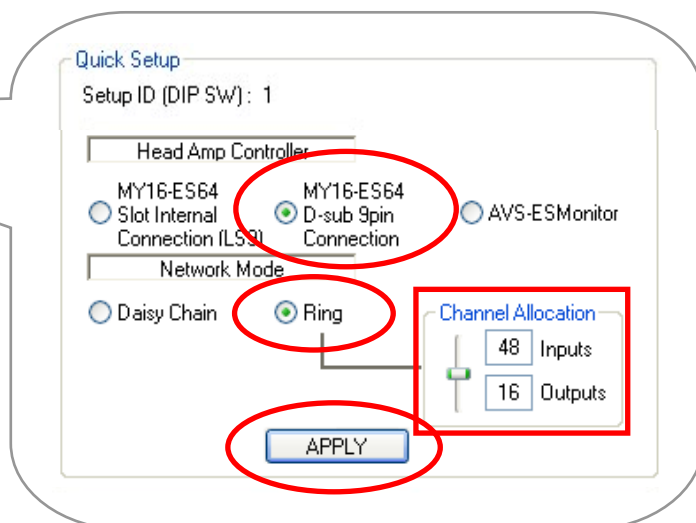 Quick Setup
Setup ID (DIP SW) : 1
Head Amp Controller
MY16-ES64
Slot Internal
Connection (LS9)
MY16-ES64
D-sub 9pin
Connection
AVS-ESMonitor
Network Mode
Daisy Chain
Ring
Channel Allocation
48 Inputs
16 Outputs
APPLY